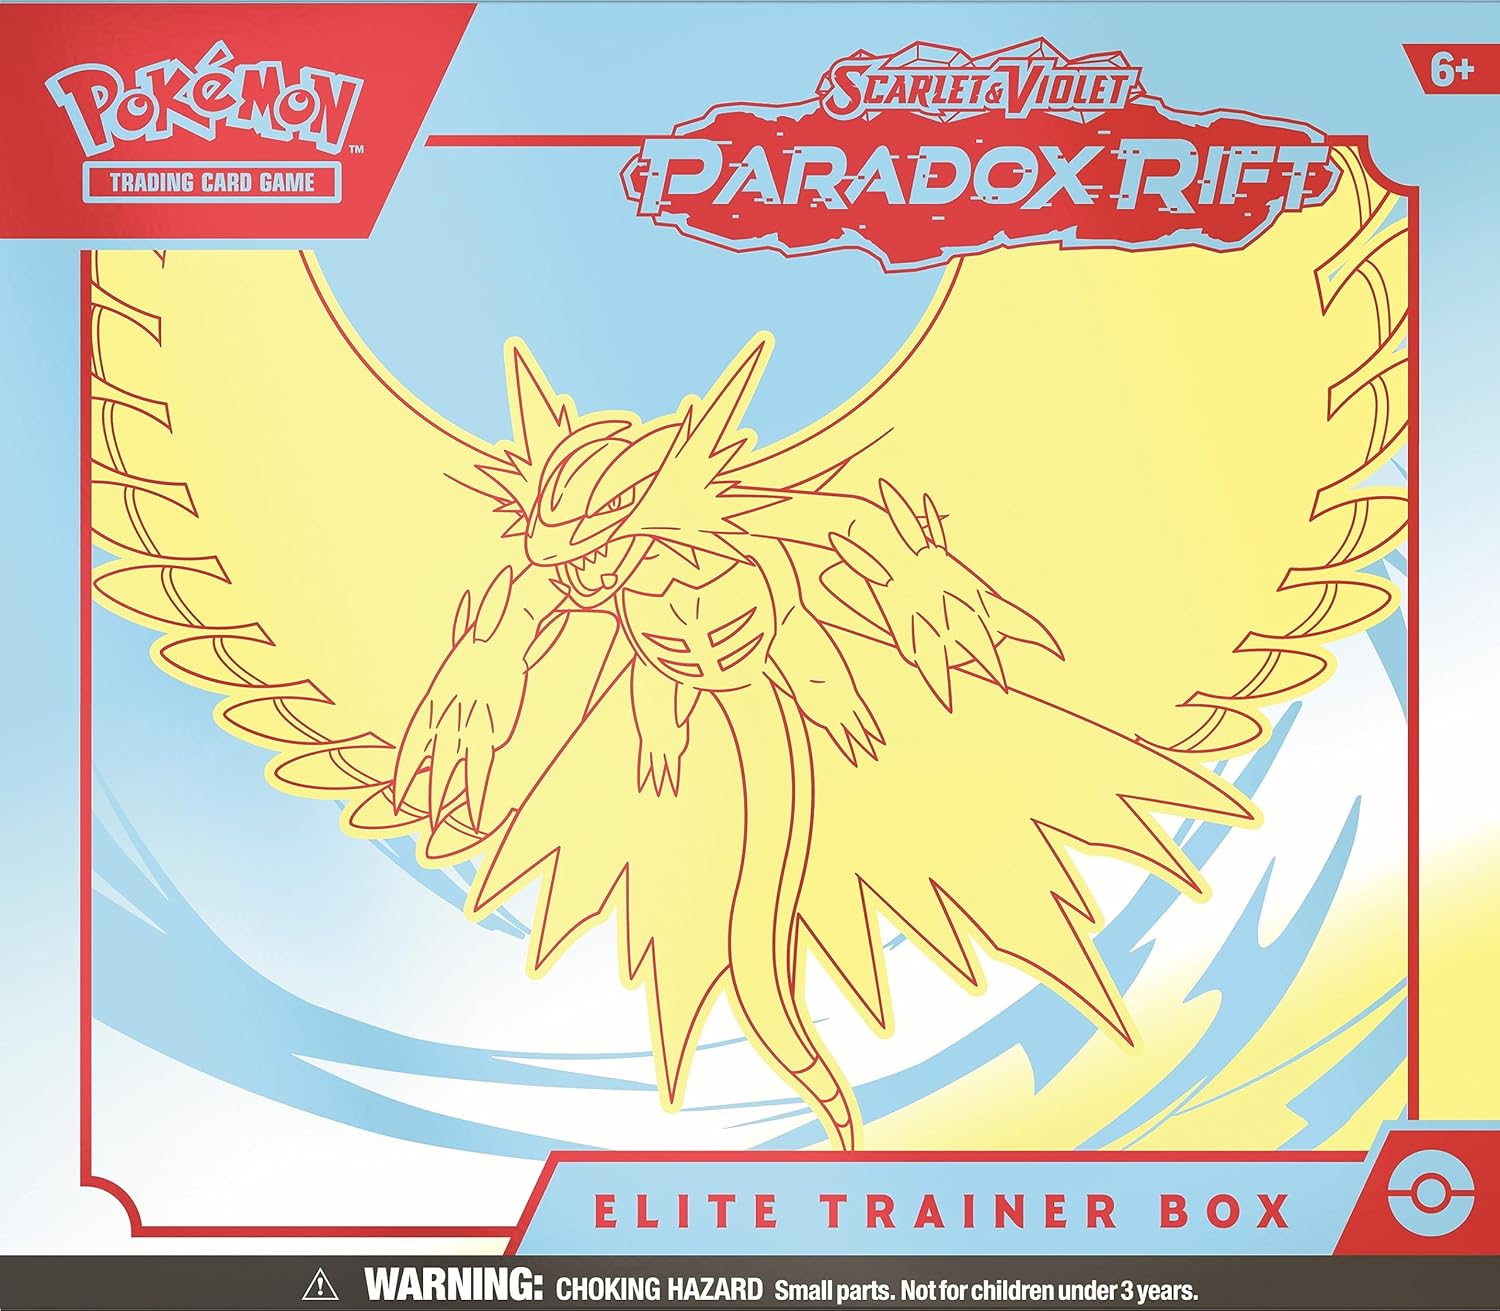 POKéMON™
TRADING CARD GAME
SCARLET & VIOLET
PARADOX RIFT
6+
ELITE TRAINER BOX
WARNING: CHOKING HAZARD Small parts. Not for children under 3 years.